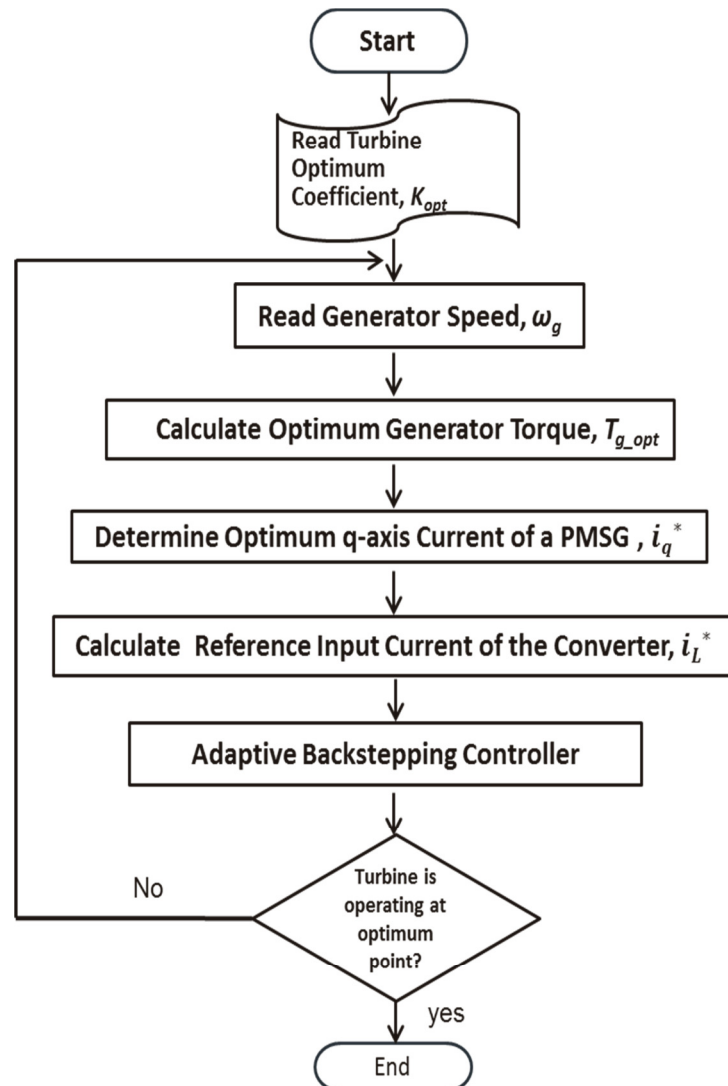 Start
Read Turbine
Optimum
Coefficient, K_opt
Read Generator Speed, ω_g
Calculate Optimum Generator Torque, T_g_opt
Determine Optimum q-axis Current of a PMSG , i_q^*
Calculate Reference Input Current of the Converter, i_L^*
Adaptive Backstepping Controller
Turbine is
operating at
optimum
point?
No
yes
End